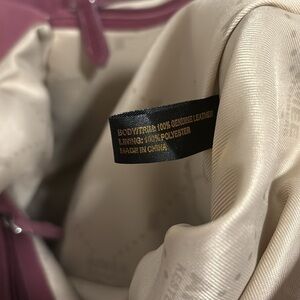 BODY/TRIM: 100% GENUINE LEATHER
LINING: 100% POLYESTER
MADE IN CHINA